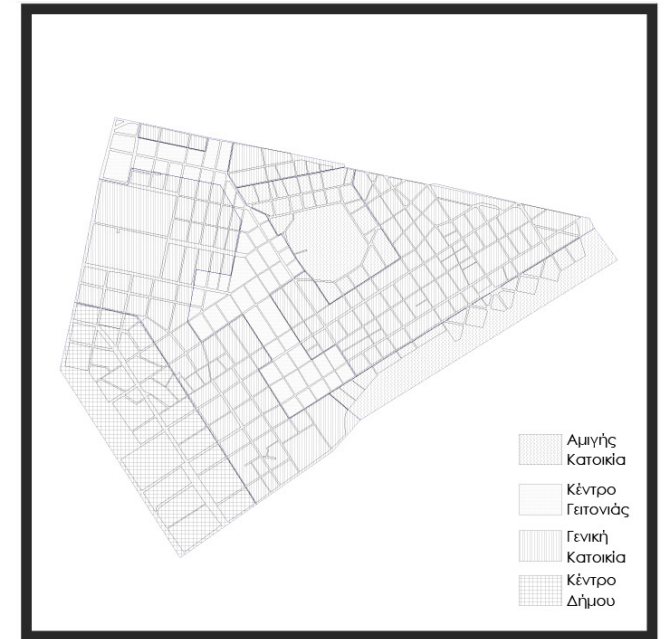 Αμιγής
Κατοικία
Κέντρο
Γειτονιάς
Γενική
Κατοικία
Κέντρο
Δήμου